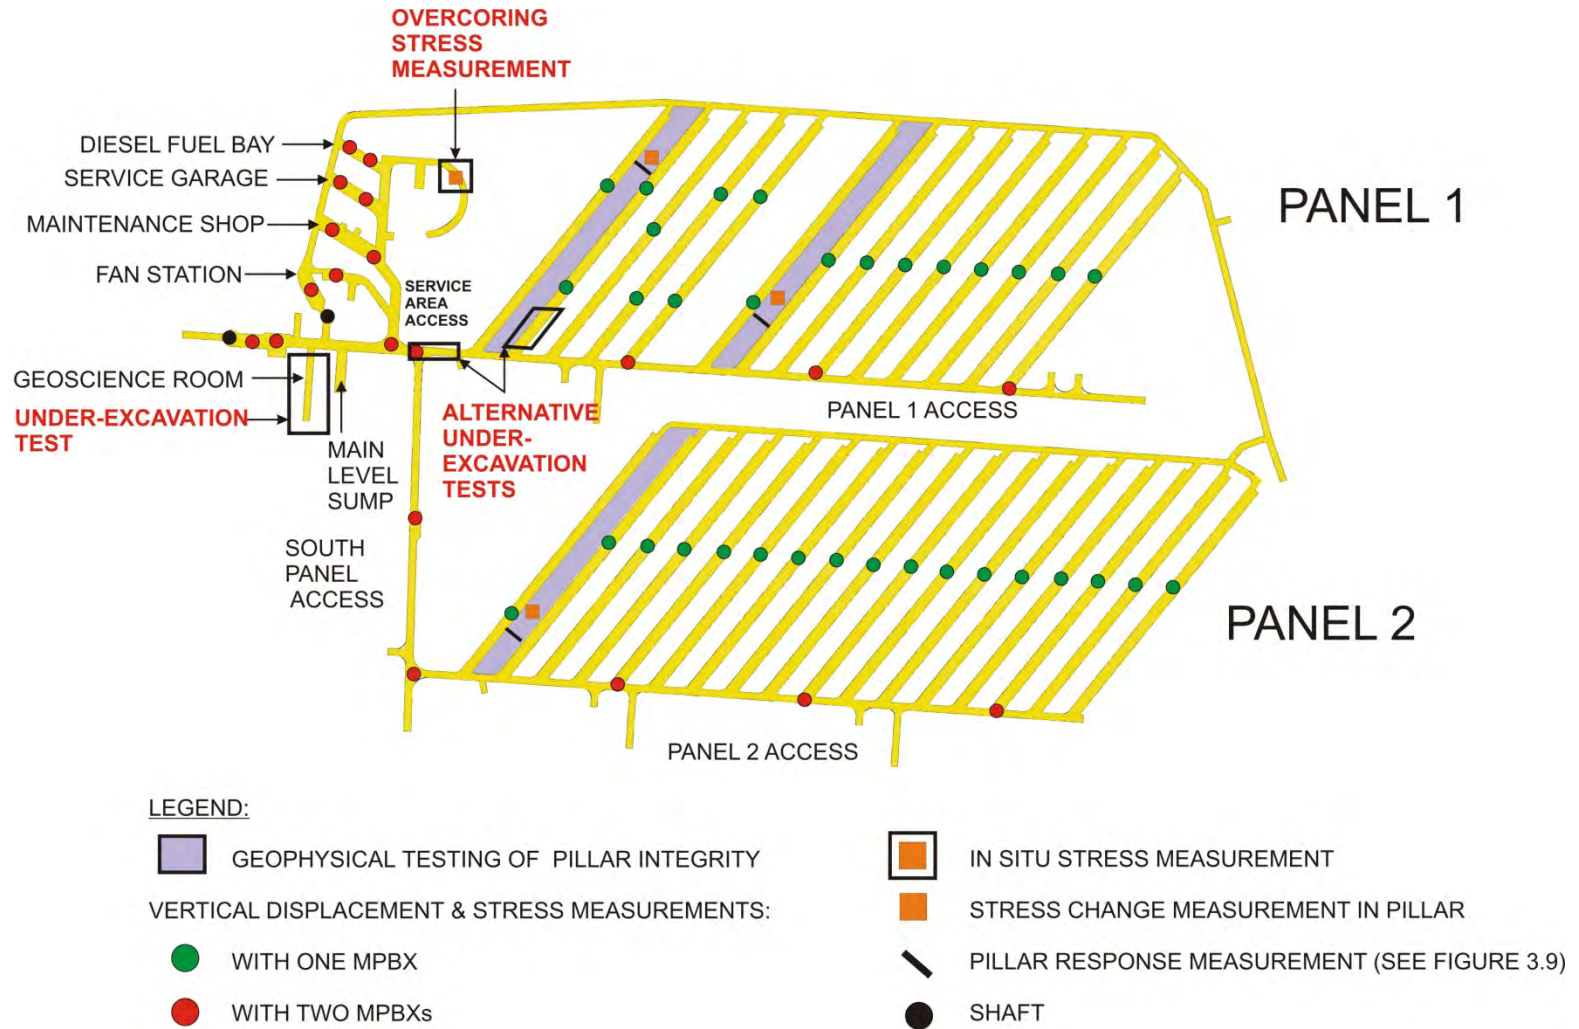 OVERCORING
STRESS
MEASUREMENT
DIESEL FUEL BAY
SERVICE GARAGE
MAINTENANCE SHOP
FAN STATION
SERVICE
AREA
ACCESS
PANEL 1
GEOSCIENCE ROOM
UNDER-EXCAVATION
TEST
MAIN
LEVEL
SUMP
ALTERNATIVE
UNDER-
EXCAVATION
TESTS
PANEL 1 ACCESS
SOUTH
PANEL
ACCESS
PANEL 2
PANEL 2 ACCESS
LEGEND:
GEOPHYSICAL TESTING OF PILLAR INTEGRITY
VERTICAL DISPLACEMENT & STRESS MEASUREMENTS:
WITH ONE MPBX
WITH TWO MPBXs
IN SITU STRESS MEASUREMENT
STRESS CHANGE MEASUREMENT IN PILLAR
PILLAR RESPONSE MEASUREMENT (SEE FIGURE 3.9)
SHAFT